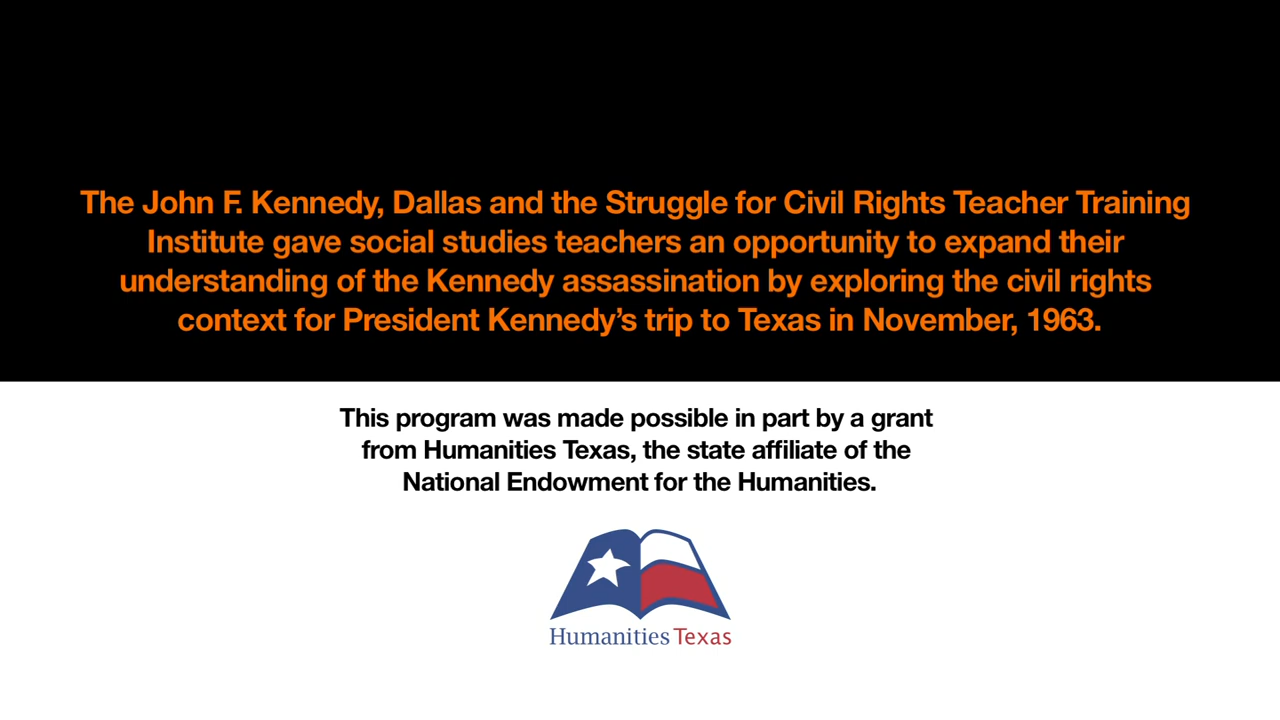 The John F. Kennedy, Dallas and the Struggle for Civil Rights Teacher Training
Institute gave social studies teachers an opportunity to expand their
understanding of the Kennedy assassination by exploring the civil rights
context for President Kennedy’s trip to Texas in November, 1963.
This program was made possible in part by a grant
from Humanities Texas, the state affiliate of the
National Endowment for the Humanities.
Humanities Texas